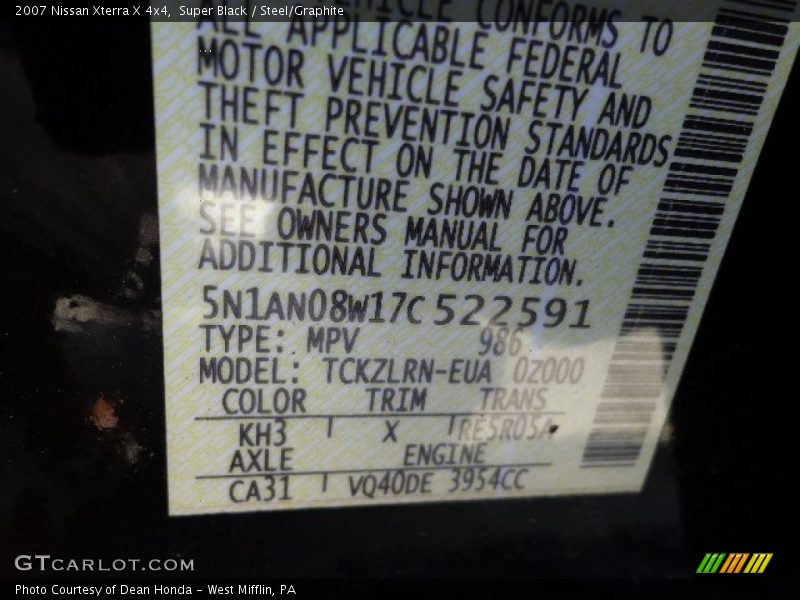 2007 Nissan Xterra X 4x4, Super Black / Steel/Graphite
VEHICLE CONFORMS TO
ALL APPLICABLE FEDERAL
MOTOR VEHICLE SAFETY AND
THEFT PREVENTION STANDARDS
IN EFFECT ON THE DATE OF
MANUFACTURE SHOWN ABOVE.
SEE OWNERS MANUAL FOR
ADDITIONAL INFORMATION.
5N1AN08W17C522591
TYPE: MPV 986
MODEL: TCKZLRN-EUA 0Z000
COLOR TRIM TRANS
KH3 X RE5R05A
AXLE ENGINE
CA31 VQ40DE 3954CC
GTCARLOT.COM
Photo Courtesy of Dean Honda - West Mifflin, PA